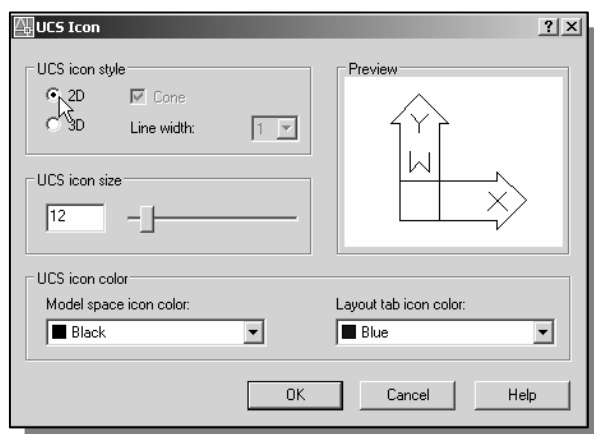 UCS Icon
UCS icon style
2D Cone
3D Line width: 1
Preview
Y
W
X
UCS icon size
12
UCS icon color
Model space icon color: Layout tab icon color:
Black Blue
OK Cancel Help